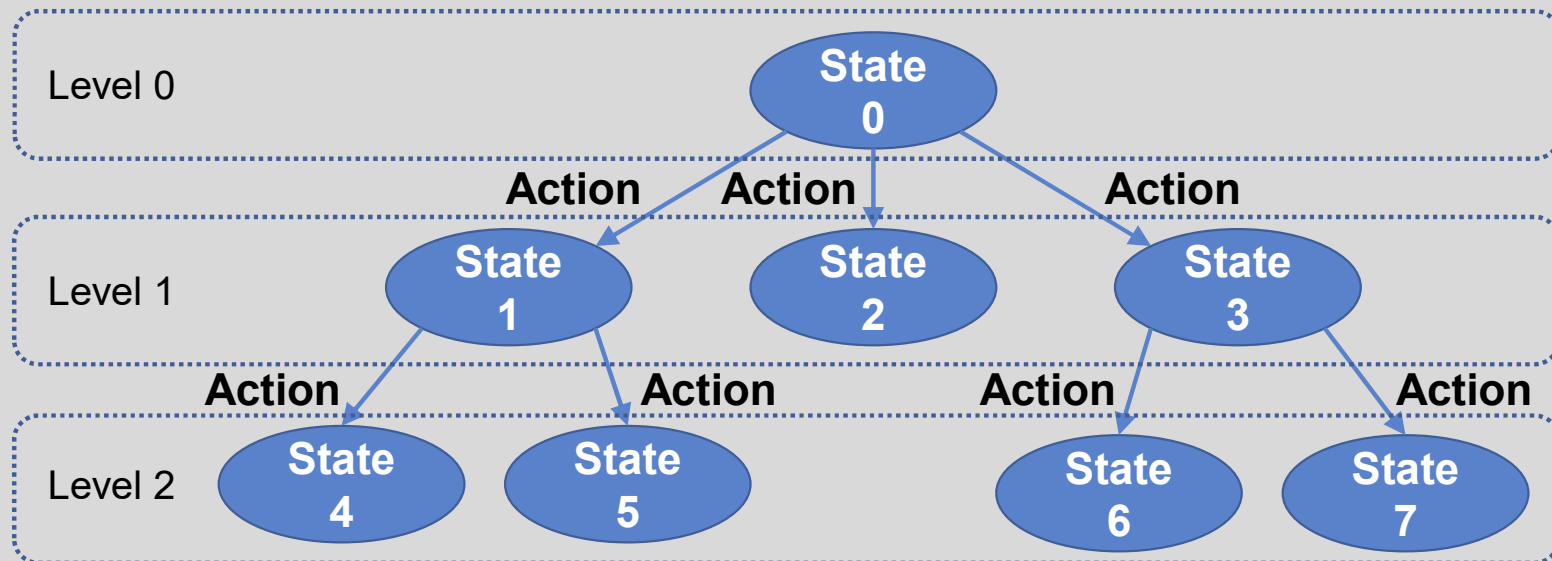 Level 0
State
0
Action Action Action
Level 1
State
1
State
2
State
3
Action Action Action Action
Level 2
State
4
State
5
State
6
State
7